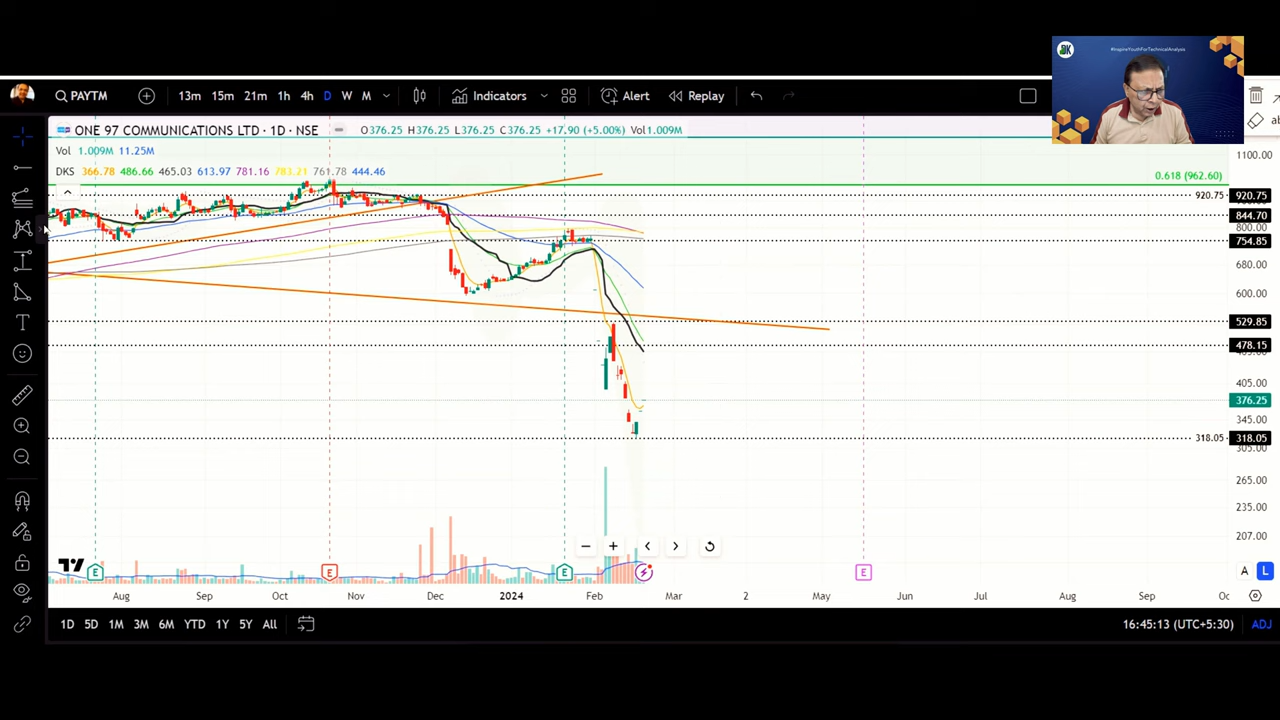 #InspireYouthForTechnicalAnalysis
PAYTM 13m 15m 21m 1h 4h D W M Indicators Alert Replay
ONE 97 COMMUNICATIONS LTD · 1D · NSE O376.25 H376.25 L376.25 C376.25 +17.90 (+5.00%) Vol1.009M
Vol 1.009M 11.25M
DKS 366.78 486.66 465.03 613.97 781.16 783.21 761.78 444.46
1100.00
0.618 (962.60)
920.75 920.75
844.70
800.00
754.85
680.00
600.00
529.85
478.15
405.00
376.25
345.00
318.05 318.05
305.00
265.00
235.00
207.00
A L
E E E E
Aug Sep Oct Nov Dec 2024 Feb Mar 2 May Jun Jul Aug Sep Oc
1D 5D 1M 3M 6M YTD 1Y 5Y All 16:45:13 (UTC+5:30) ADJ